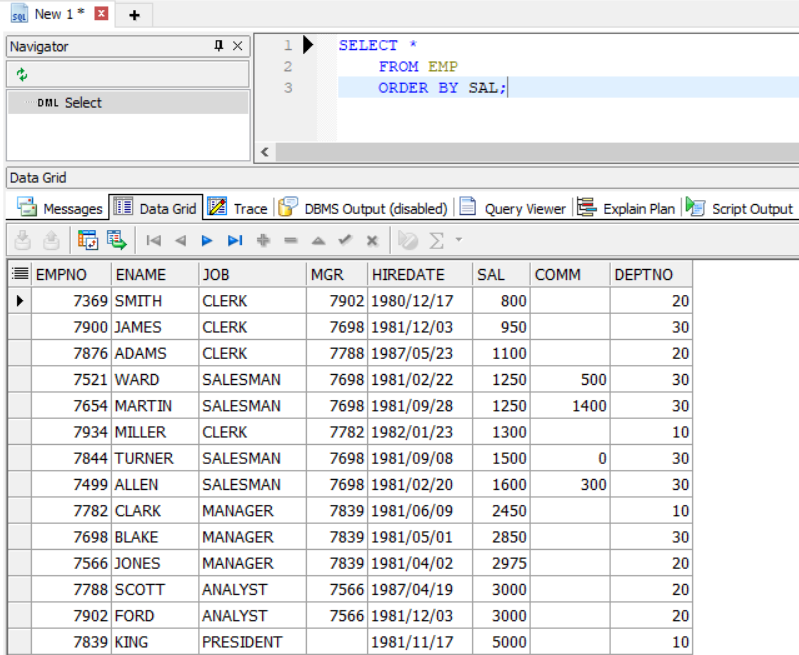 New 1 *
Navigator
DML Select
1 SELECT *
2 FROM EMP
3 ORDER BY SAL;
Data Grid
Messages Data Grid Trace DBMS Output (disabled) Query Viewer Explain Plan Script Output
EMPNO ENAME JOB MGR HIREDATE SAL COMM DEPTNO
7369 SMITH CLERK 7902 1980/12/17 800 20
7900 JAMES CLERK 7698 1981/12/03 950 30
7876 ADAMS CLERK 7788 1987/05/23 1100 20
7521 WARD SALESMAN 7698 1981/02/22 1250 500 30
7654 MARTIN SALESMAN 7698 1981/09/28 1250 1400 30
7934 MILLER CLERK 7782 1982/01/23 1300 10
7844 TURNER SALESMAN 7698 1981/09/08 1500 0 30
7499 ALLEN SALESMAN 7698 1981/02/20 1600 300 30
7782 CLARK MANAGER 7839 1981/06/09 2450 10
7698 BLAKE MANAGER 7839 1981/05/01 2850 30
7566 JONES MANAGER 7839 1981/04/02 2975 20
7788 SCOTT ANALYST 7566 1987/04/19 3000 20
7902 FORD ANALYST 7566 1981/12/03 3000 20
7839 KING PRESIDENT 1981/11/17 5000 10